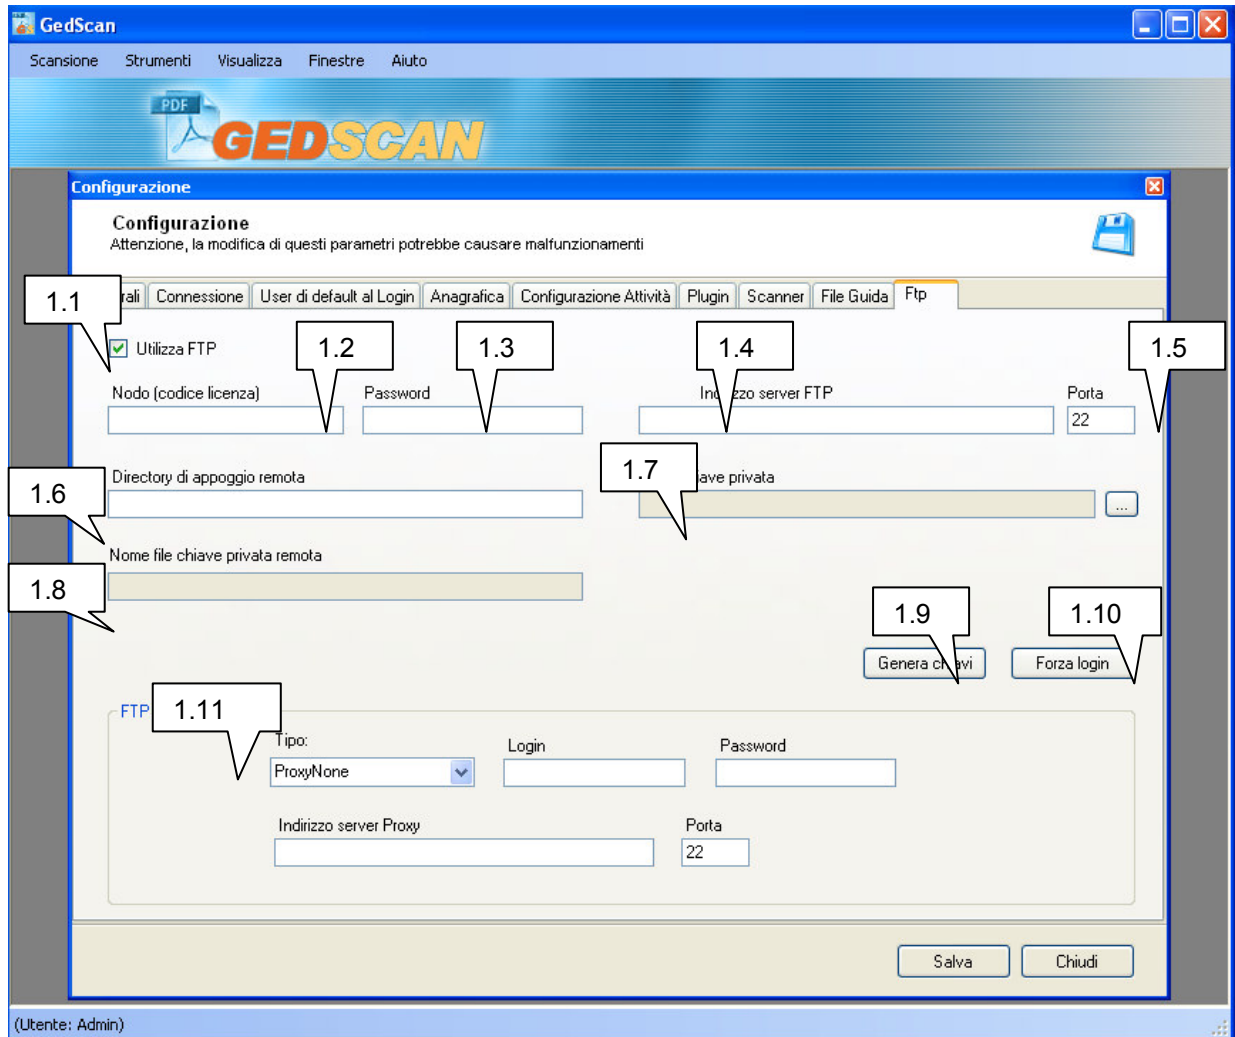 GedScan
Scansione Strumenti Visualizza Finestre Aiuto
PDF
GEDSCAN
Configurazione
Configurazione
Attenzione, la modifica di questi parametri potrebbe causare malfunzionamenti
1.1 Connessione User di default al Login Anagrafica Configurazione Attività Plugin Scanner File Guida Ftp
Utilizza FTP 1.2 1.3 1.4 1.5
Nodo (codice licenza) Password server FTP Porta
22
Directory di appoggio remota 1.7 privata
1.6 ...
Nome file chiave privata remota
1.8
1.9 1.10
Genera Forza login
FTP 1.11
Tipo: Login Password
ProxyNone
Indirizzo server Proxy Porta
22
Salva Chiudi
(Utente: Admin)